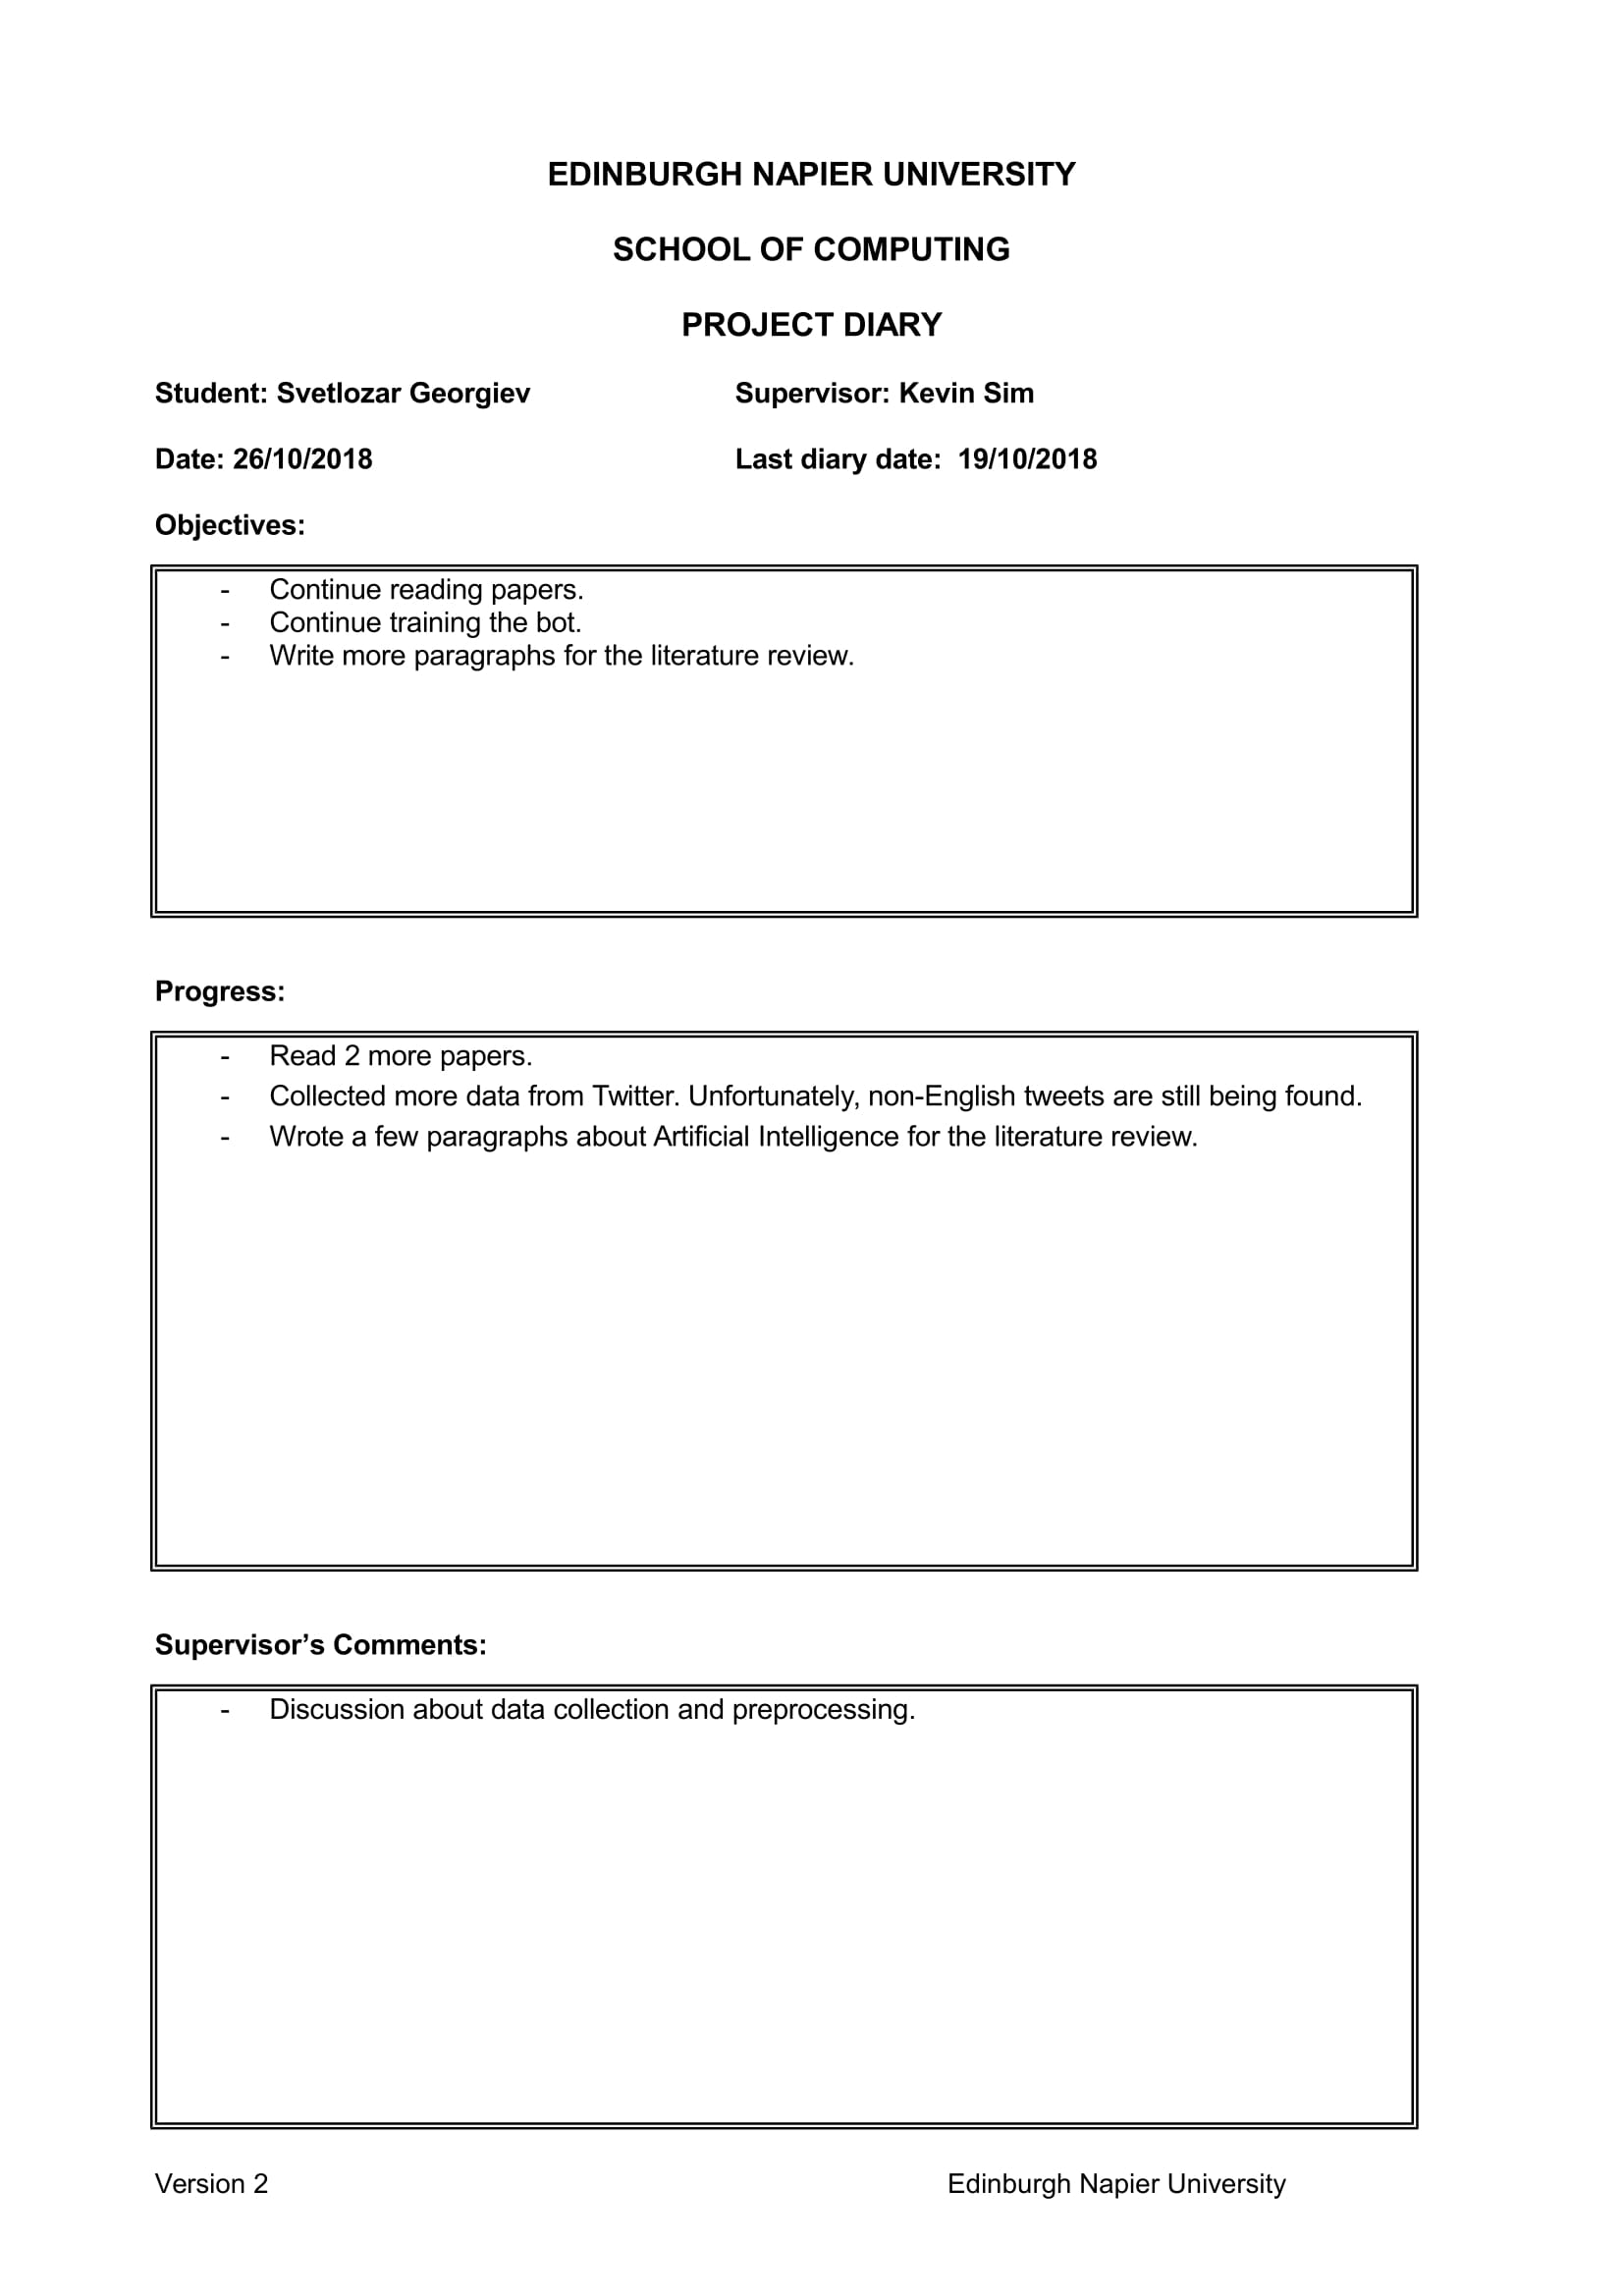 EDINBURGH NAPIER UNIVERSITY
SCHOOL OF COMPUTING
PROJECT DIARY
Student: Svetlozar Georgiev Supervisor: Kevin Sim
Date: 26/10/2018 Last diary date: 19/10/2018
Objectives:
- Continue reading papers.
- Continue training the bot.
- Write more paragraphs for the literature review.
Progress:
- Read 2 more papers.
- Collected more data from Twitter. Unfortunately, non-English tweets are still being found.
- Wrote a few paragraphs about Artificial Intelligence for the literature review.
Supervisor’s Comments:
- Discussion about data collection and preprocessing.
Version 2 Edinburgh Napier University